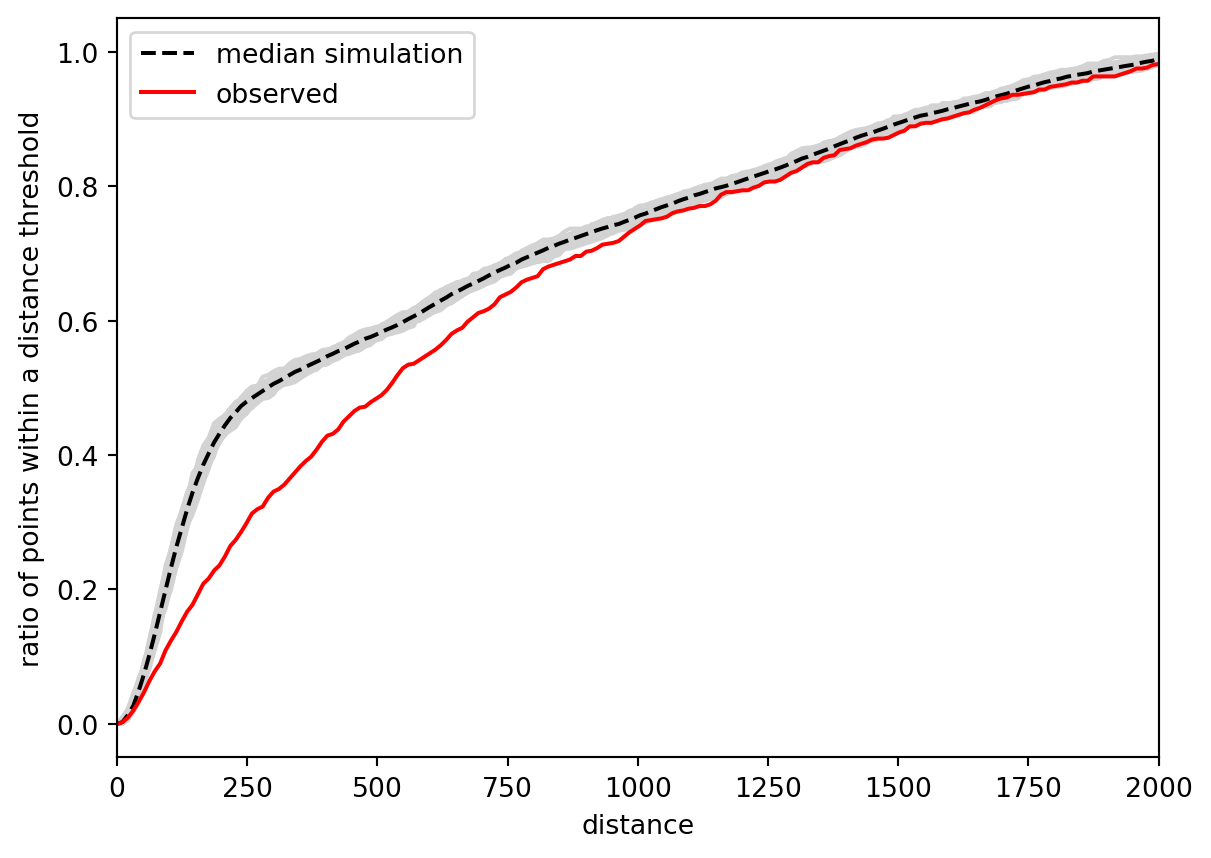 median simulation
observed
ratio of points within a distance threshold
1.0
0.8
0.6
0.4
0.2
0.0
0 250 500 750 1000 1250 1500 1750 2000
distance